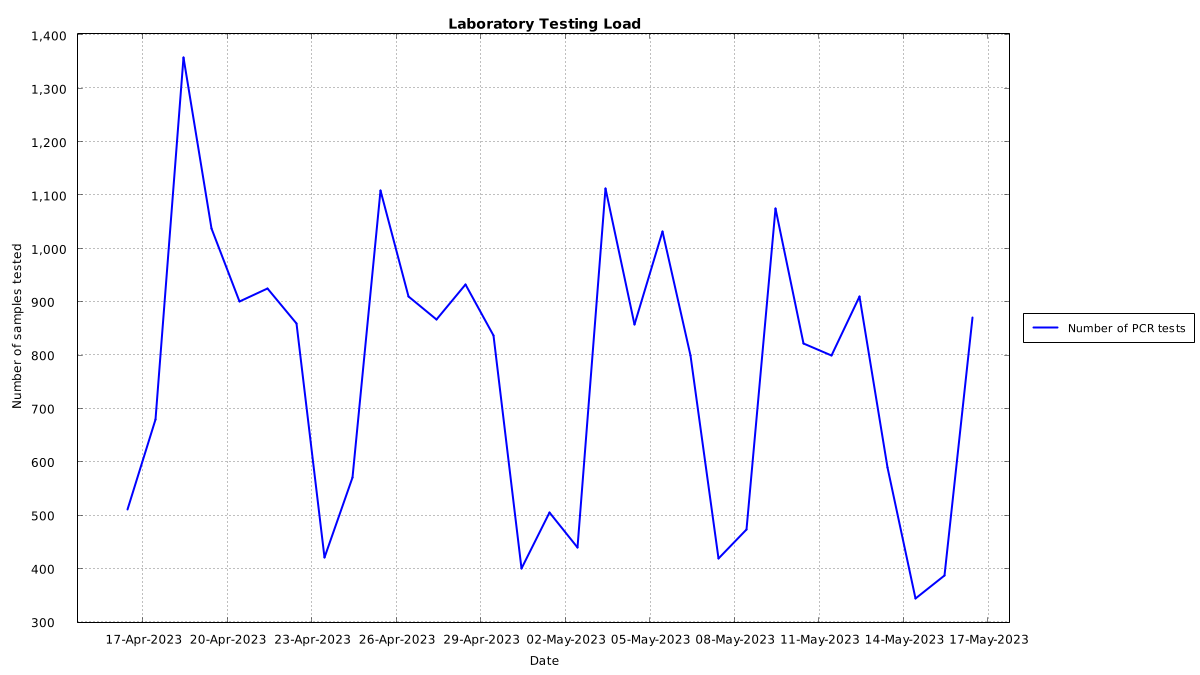 Laboratory Testing Load
1,400
1,300
1,200
1,100
1,000
900
800
700
600
500
400
300
Number of samples tested
17-Apr-2023 20-Apr-2023 23-Apr-2023 26-Apr-2023 29-Apr-2023 02-May-2023 05-May-2023 08-May-2023 11-May-2023 14-May-2023 17-May-2023
Date
Number of PCR tests